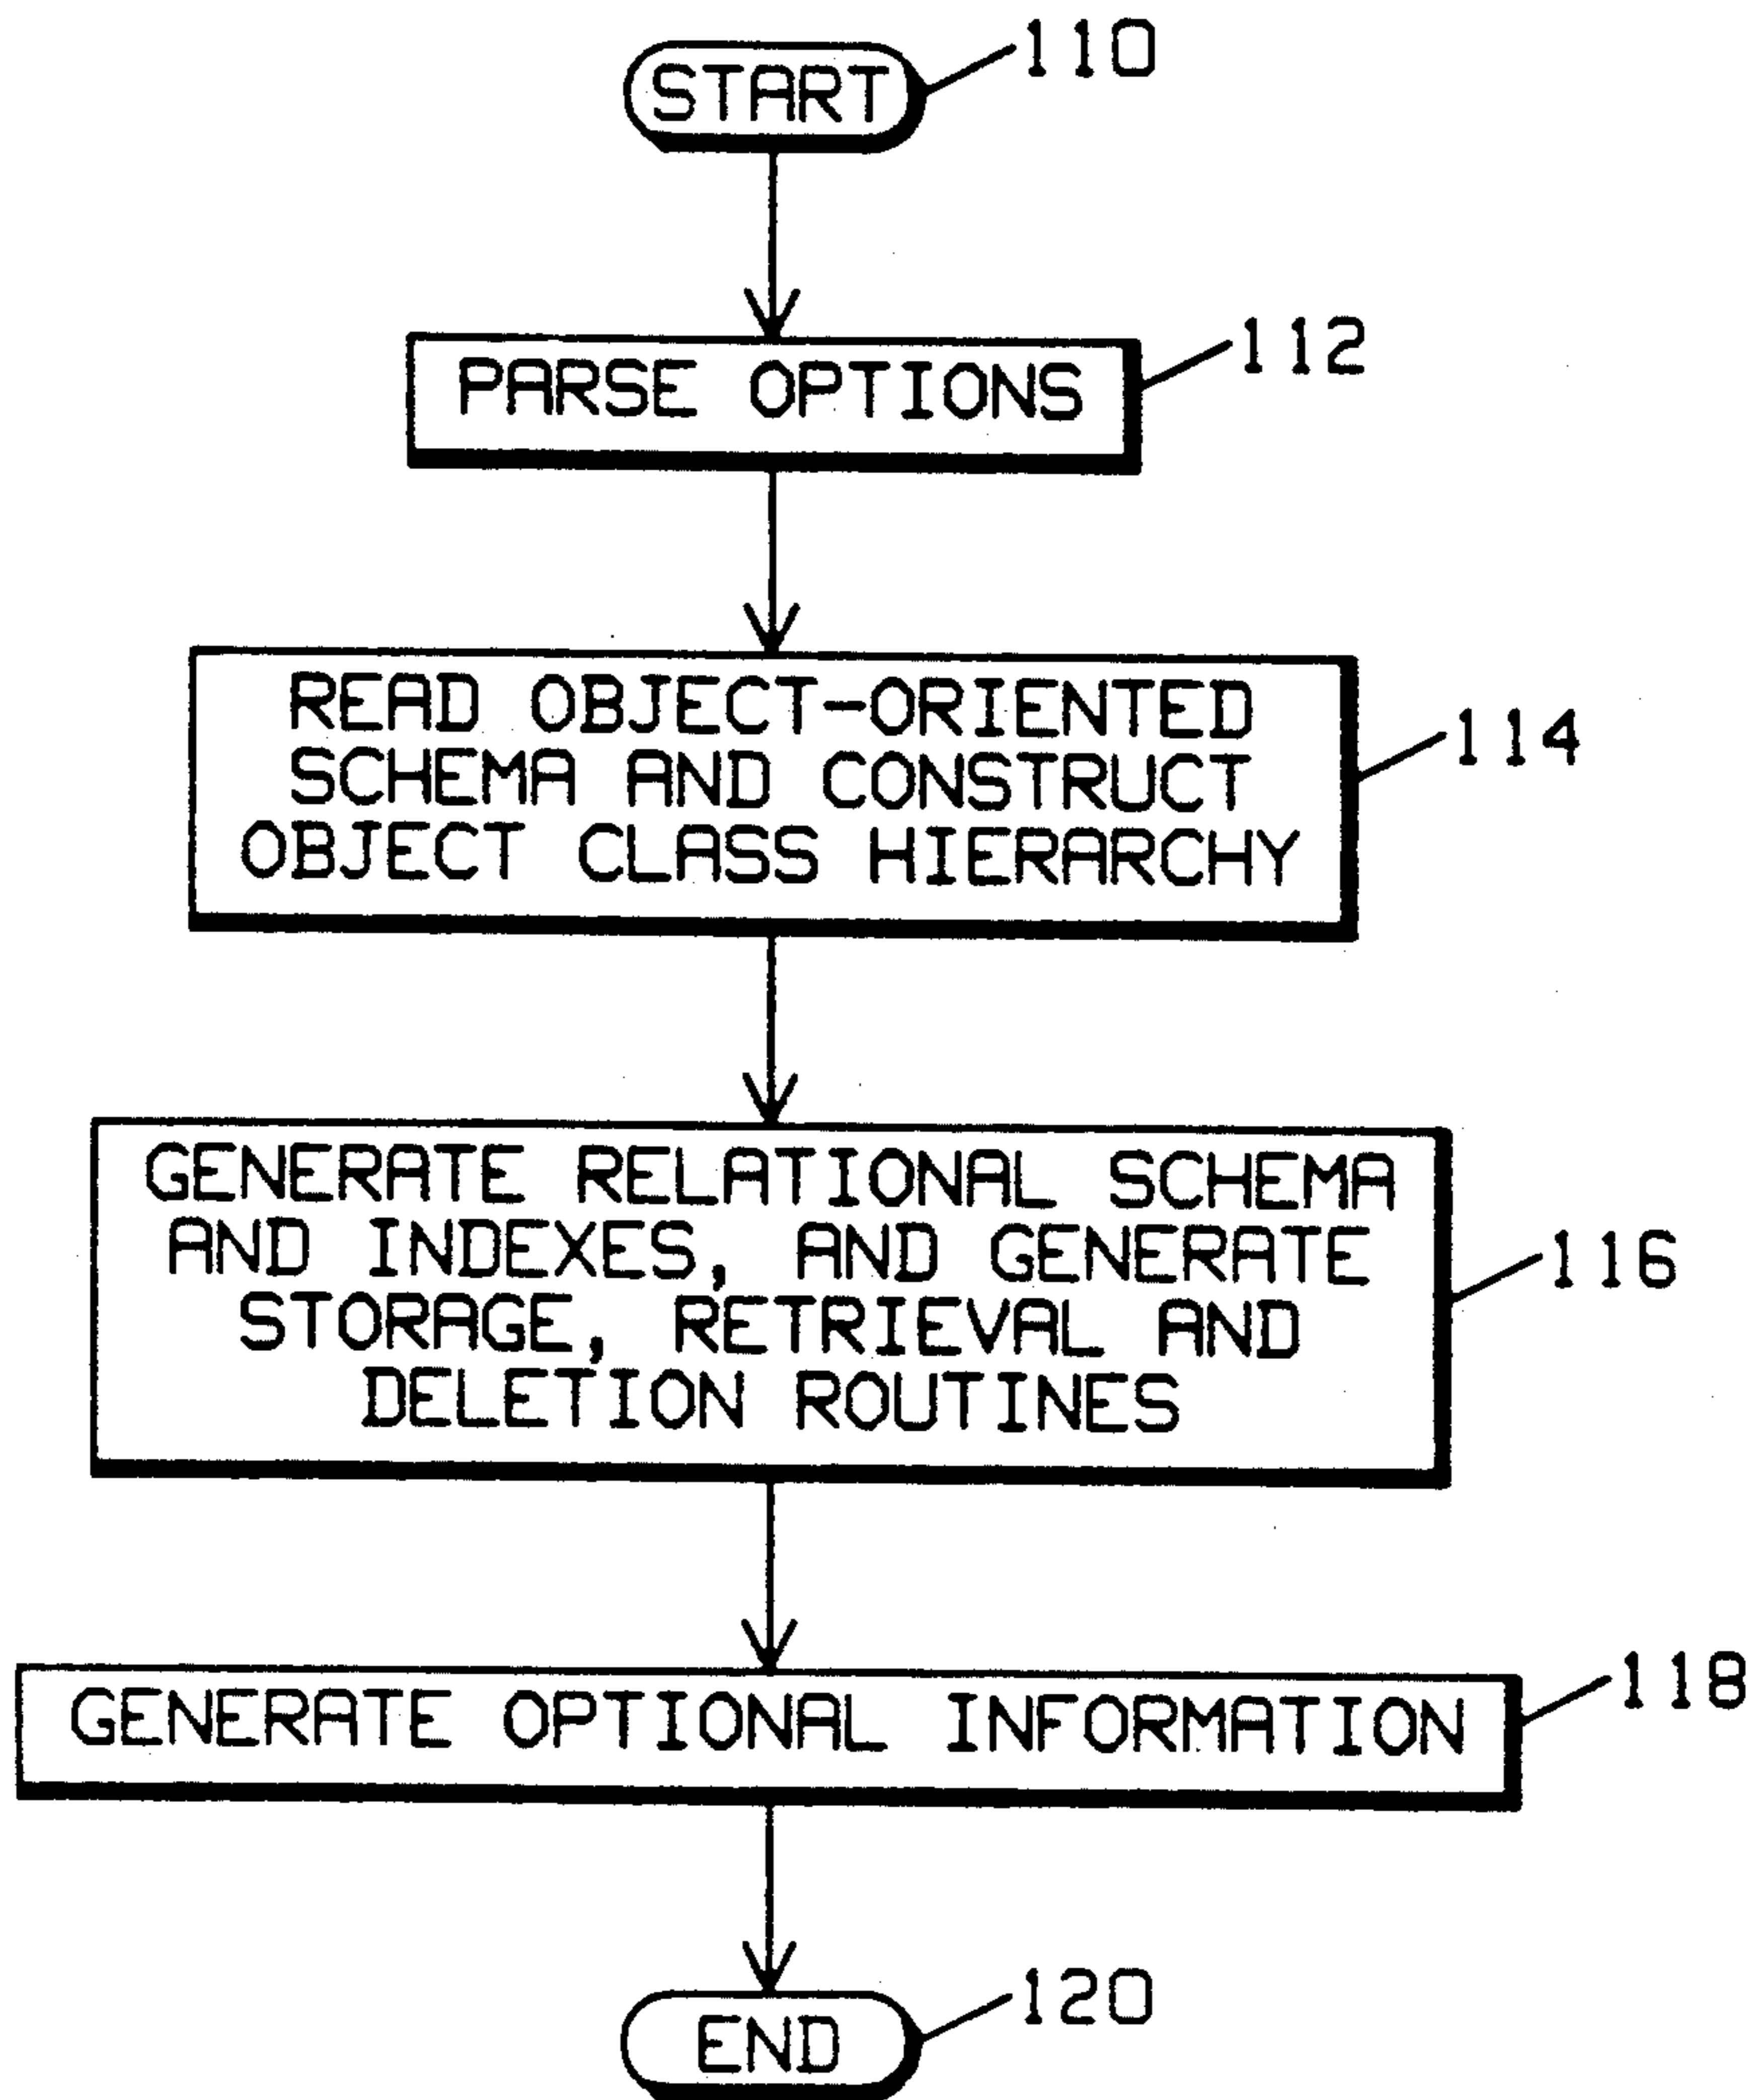 START
110
PARSE OPTIONS
112
READ OBJECT-ORIENTED
SCHEMA AND CONSTRUCT
OBJECT CLASS HIERARCHY
114
GENERATE RELATIONAL SCHEMA
AND INDEXES, AND GENERATE
STORAGE, RETRIEVAL AND
DELETION ROUTINES
116
GENERATE OPTIONAL INFORMATION
118
END
120